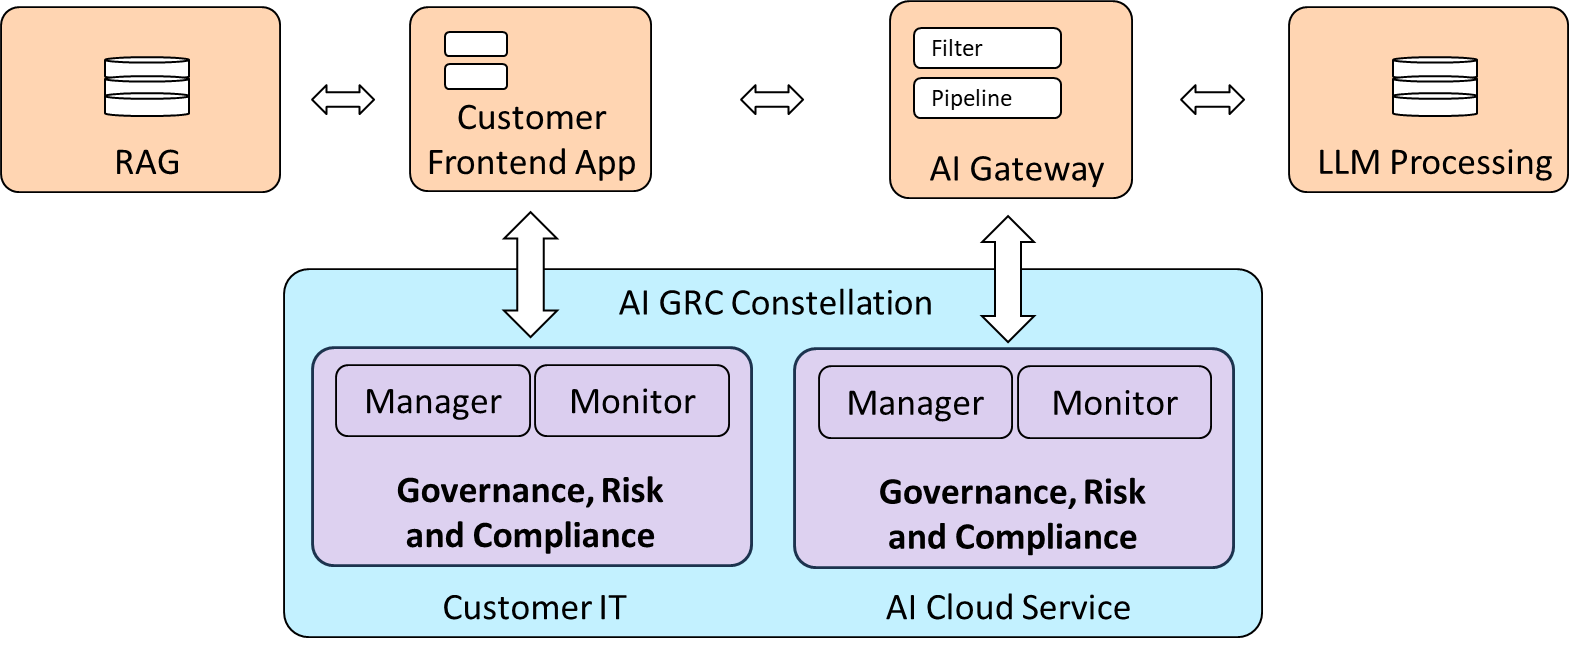 RAG
Customer
Frontend App
Filter
Pipeline
AI Gateway
LLM Processing
AI GRC Constellation
Manager
Monitor
Governance, Risk
and Compliance
Customer IT
Manager
Monitor
Governance, Risk
and Compliance
AI Cloud Service